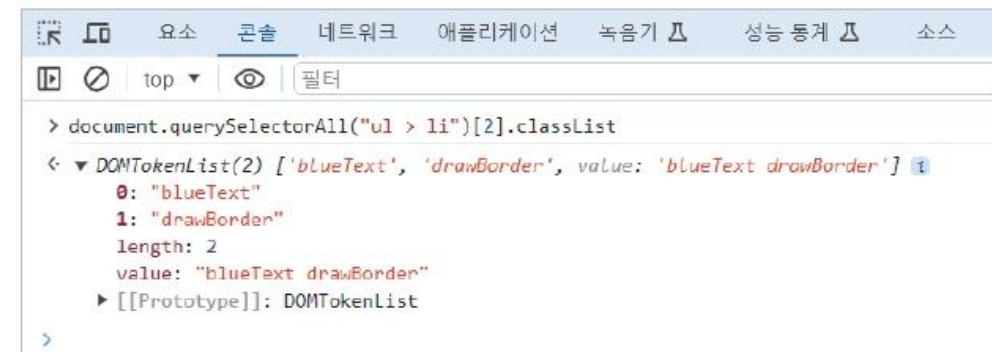 요소 콘솔 네트워크 애플리케이션 녹음기 성능 통계 소스
top ▼ 필터
> document.querySelectorAll("ul > li")[2].classList
▼ DOMTokenList(2) ['blueText', 'drawBorder', value: 'blueText drawBorder'] i
0: "blueText"
1: "drawBorder"
length: 2
value: "blueText drawBorder"
▶ [[Prototype]]: DOMTokenList
>